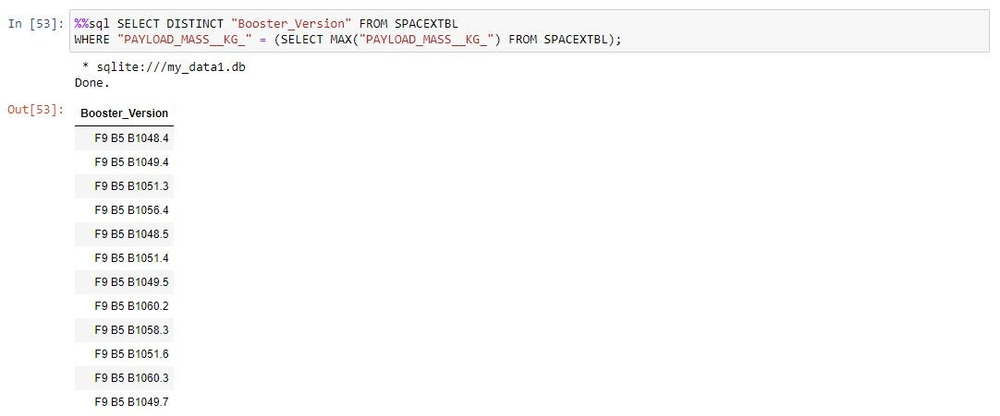 In [53]: %%sql SELECT DISTINCT "Booster_Version" FROM SPACEXTBL
WHERE "PAYLOAD_MASS__KG_" = (SELECT MAX("PAYLOAD_MASS__KG_") FROM SPACEXTBL);
* sqlite:///my_data1.db
Done.
Out[53]:
Booster_Version
F9 B5 B1048.4
F9 B5 B1049.4
F9 B5 B1051.3
F9 B5 B1056.4
F9 B5 B1048.5
F9 B5 B1051.4
F9 B5 B1049.5
F9 B5 B1060.2
F9 B5 B1058.3
F9 B5 B1051.6
F9 B5 B1060.3
F9 B5 B1049.7